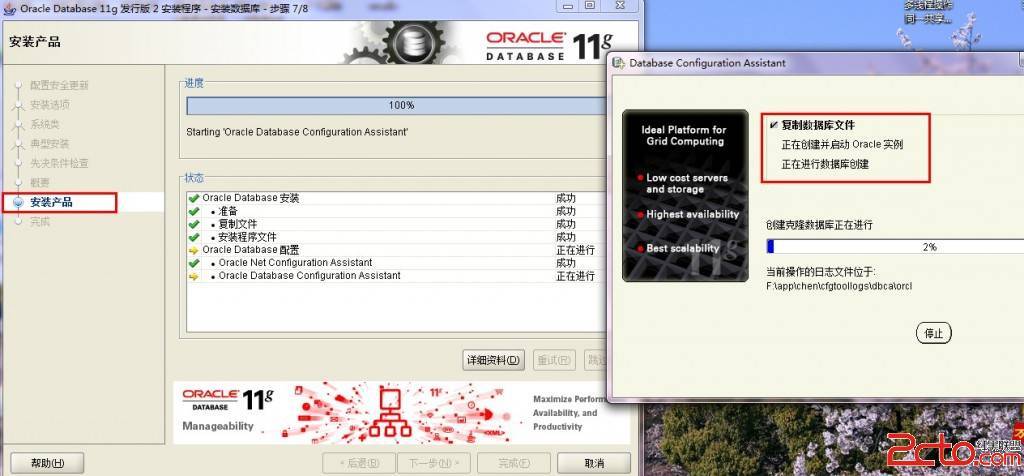 Oracle Database 11g 发行版 2 安装程序 - 安装数据库 - 步骤 7/8
安装产品
ORACLE
DATABASE 11g
配置安全更新
安装选项
系统类
典型安装
先决条件检查
概要
安装产品
完成
进度
100%
Starting 'Oracle Database Configuration Assistant'
状态
Oracle Database 安装 成功
• 准备 成功
• 复制文件 成功
• 安装程序文件 成功
Oracle Database 配置 正在进行
• Oracle Net Configuration Assistant 成功
• Oracle Database Configuration Assistant 正在进行
详细资料(D) 重试(R)
ORACLE
DATABASE 11g
Manageability
Maximize
Availability, and
Productivity
帮助(H) < 后退(B) 下一步(N) > 完成(F) 取消
多线程操作
同一共享...
Database Configuration Assistant
Ideal Platform for
Grid Computing
Low cost servers
and storage
Highest availability
Best scalability
11g
复制数据库文件
正在创建并启动 Oracle 实例
正在进行数据库创建
创建克隆数据库正在进行
2%
当前操作的日志文件位于:
F:\app\chen\cfgtoollogs\dbca\orcl
停止
2cto.com